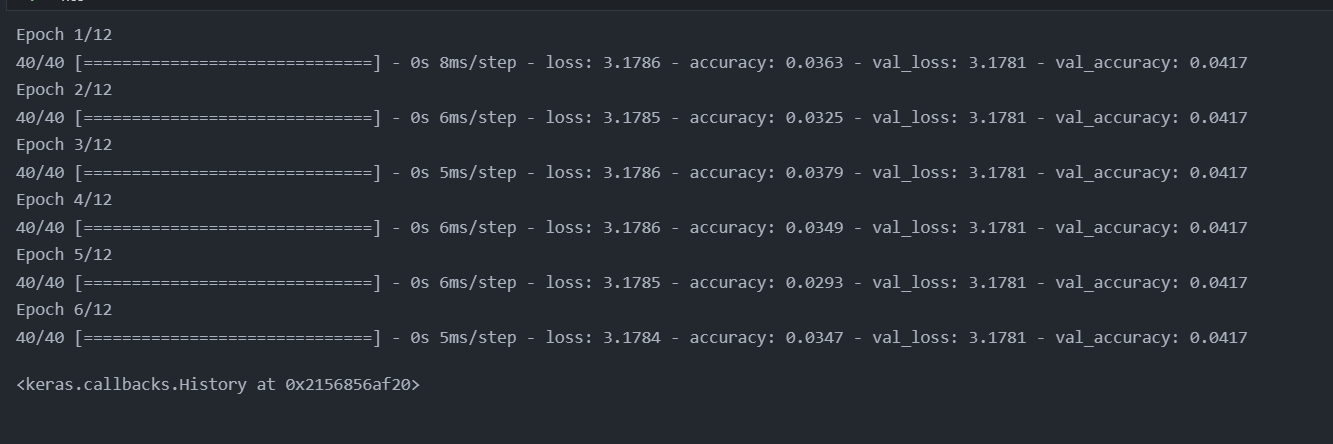 Epoch 1/12
40/40 [==============================] - 0s 8ms/step - loss: 3.1786 - accuracy: 0.0363 - val_loss: 3.1781 - val_accuracy: 0.0417
Epoch 2/12
40/40 [==============================] - 0s 6ms/step - loss: 3.1785 - accuracy: 0.0325 - val_loss: 3.1781 - val_accuracy: 0.0417
Epoch 3/12
40/40 [==============================] - 0s 5ms/step - loss: 3.1786 - accuracy: 0.0379 - val_loss: 3.1781 - val_accuracy: 0.0417
Epoch 4/12
40/40 [==============================] - 0s 6ms/step - loss: 3.1786 - accuracy: 0.0349 - val_loss: 3.1781 - val_accuracy: 0.0417
Epoch 5/12
40/40 [==============================] - 0s 6ms/step - loss: 3.1785 - accuracy: 0.0293 - val_loss: 3.1781 - val_accuracy: 0.0417
Epoch 6/12
40/40 [==============================] - 0s 5ms/step - loss: 3.1784 - accuracy: 0.0347 - val_loss: 3.1781 - val_accuracy: 0.0417
<keras.callbacks.History at 0x2156856af20>